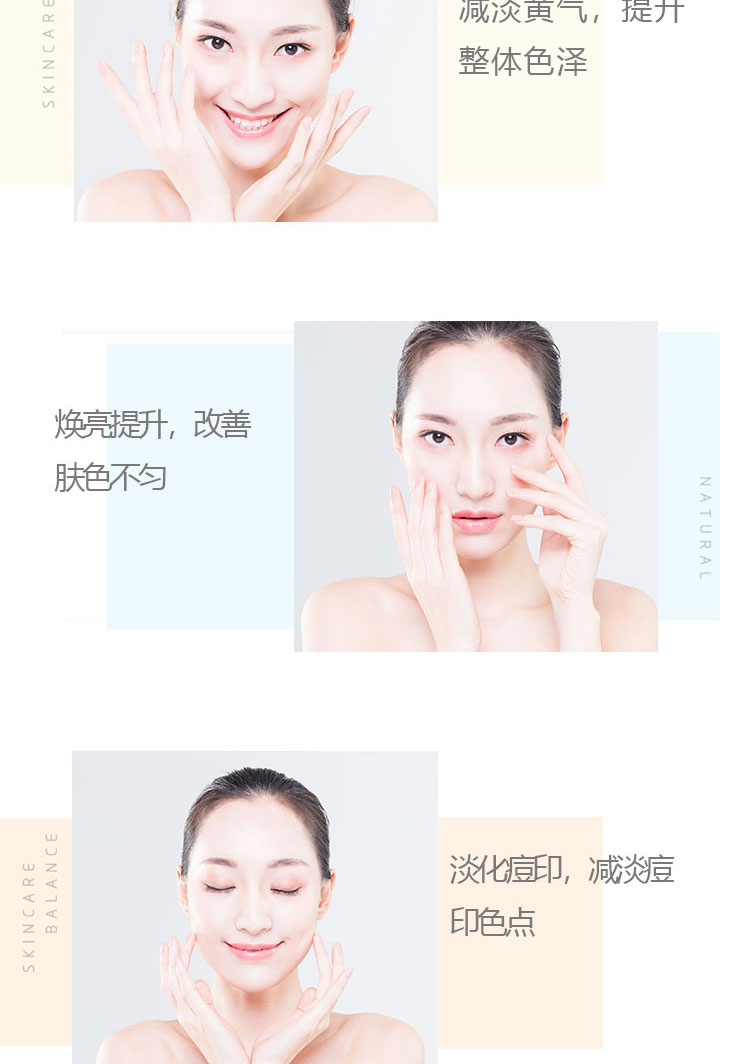 SKINCARE
减淡黄气，提升
整体色泽
焕亮提升，改善
肤色不匀
NATURAL
SKINCARE
BALANCE
淡化痘印，减淡痘
印色点